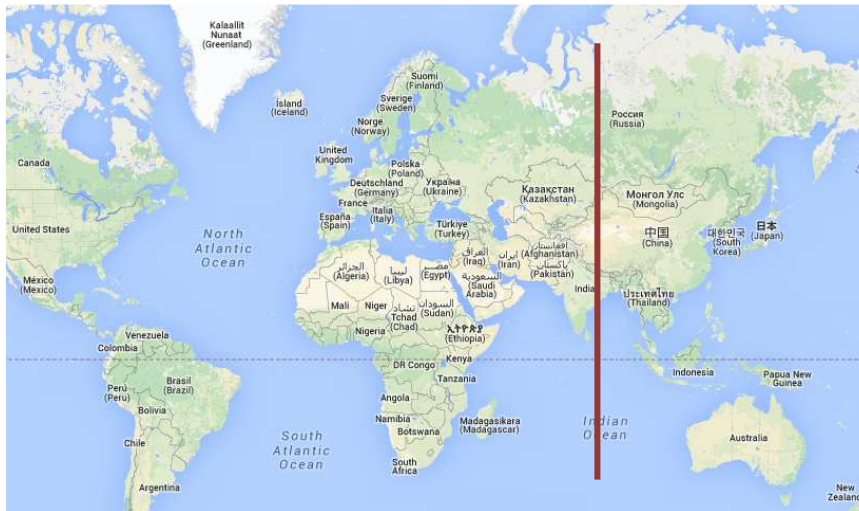 Kalaallit
Nunaat
(Greenland)
Ísland
(Iceland)
Suomi
(Finland)
Sverige
(Sweden)
Norge
(Norway)
Россия
(Russia)
Canada
United
Kingdom
Polska
(Poland)
Deutschland
(Germany)
Україна
(Ukraine)
Қазақстан
(Kazakhstan)
Монгол Улс
(Mongolia)
France
Italia
(Italy)
España
(Spain)
Türkiye
(Turkey)
United States
North
Atlantic
Ocean
中国
(China)
대한민국
(South
Korea)
日本
(Japan)
العراق
(Iraq)
ایران
(Iran)
افغانستان
(Afghanistan)
پاکستان
(Pakistan)
الجزائر
(Algeria)
ليبيا
(Libya)
مصر
(Egypt)
السعودية
(Saudi
Arabia)
México
(Mexico)
India
ประเทศไทย
(Thailand)
Mali
Niger
تشاد
Tchad
(Chad)
السودان
(Sudan)
Nigeria
ኢትዮጵያ
(Ethiopia)
Venezuela
Colombia
DR Congo
Kenya
Tanzania
Indonesia
Papua New
Guinea
Perú
(Peru)
Brasil
(Brazil)
Bolivia
Angola
Namibia
Botswana
Madagasikara
(Madagascar)
Indian
Ocean
Chile
South
Atlantic
Ocean
Australia
South
Africa
Argentina
New
Zealand